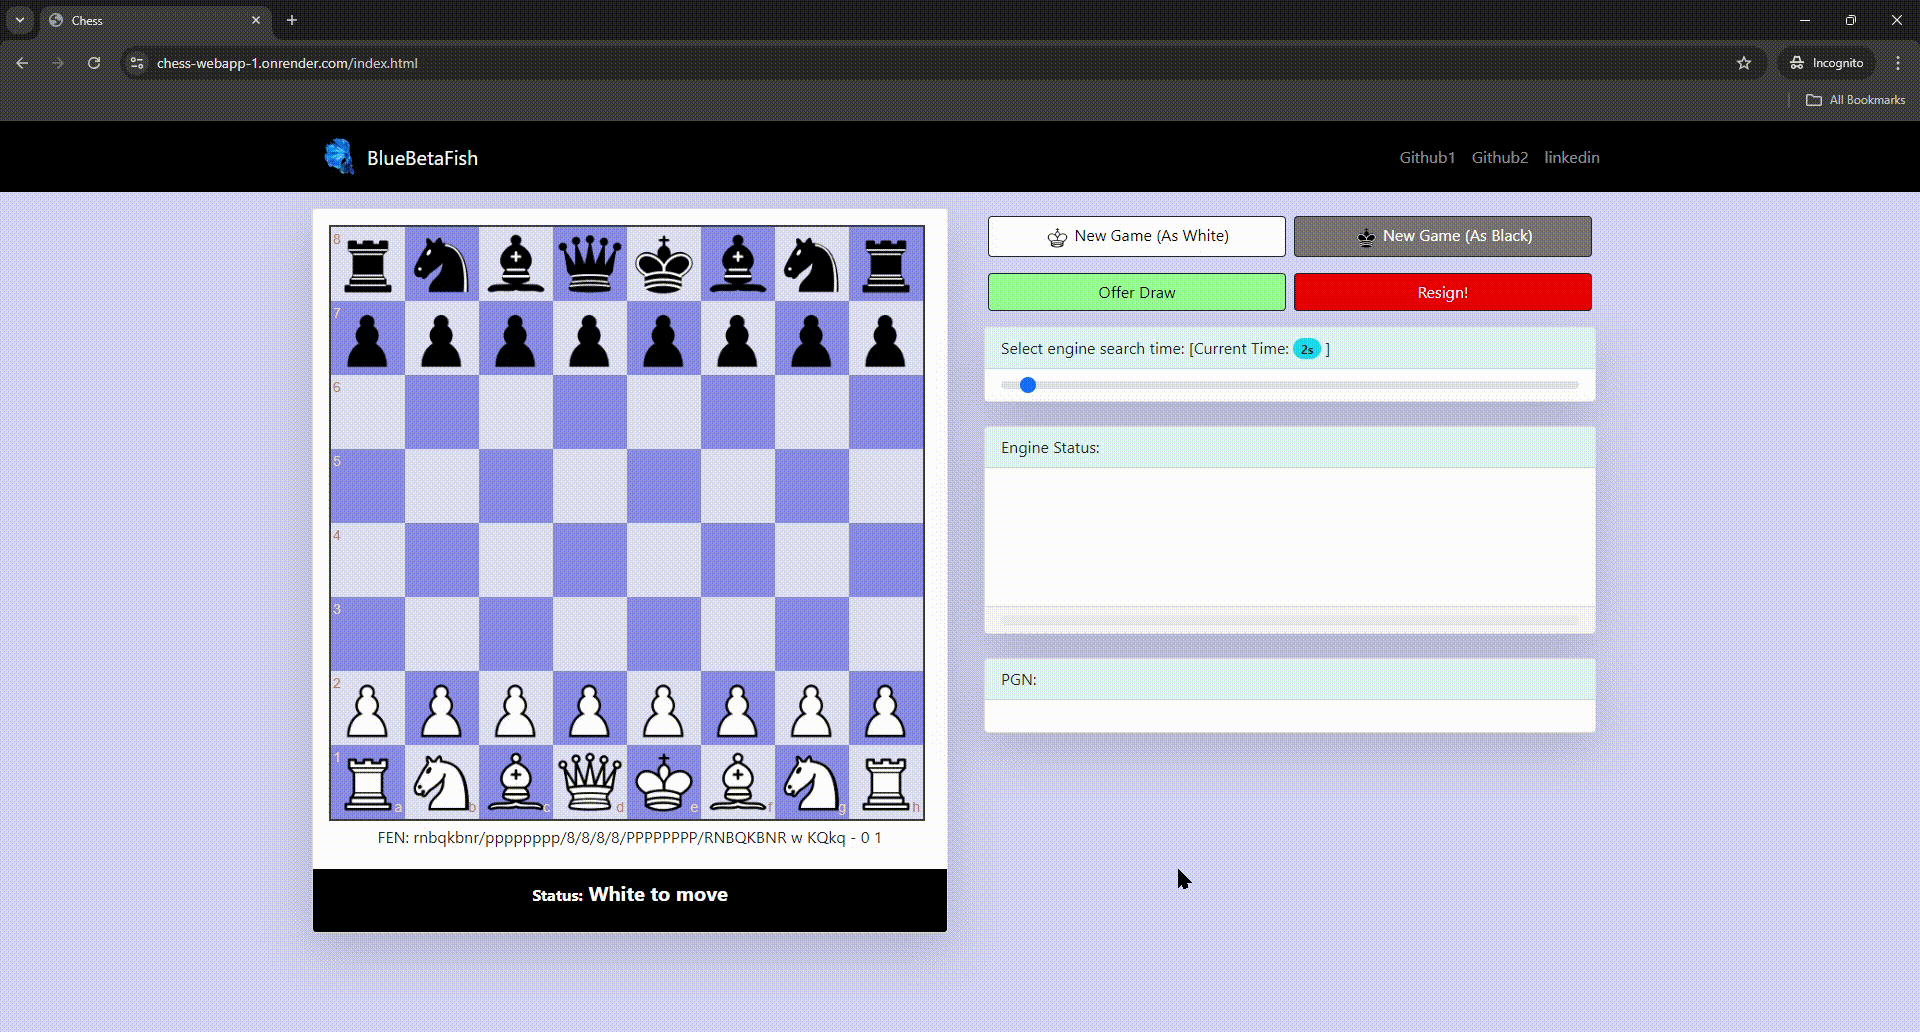 Chess
chess-webapp-1.onrender.com/index.html
Incognito
All Bookmarks
BlueBetaFish
Github1 Github2 linkedin
8
7
6
5
4
3
2
1
a b c d e f g h
FEN: rnbqkbnr/pppppppp/8/8/8/8/PPPPPPPP/RNBQKBNR w KQkq - 0 1
Status: White to move
New Game (As White)
New Game (As Black)
Offer Draw
Resign!
Select engine search time: [Current Time: 2s ]
Engine Status:
PGN: